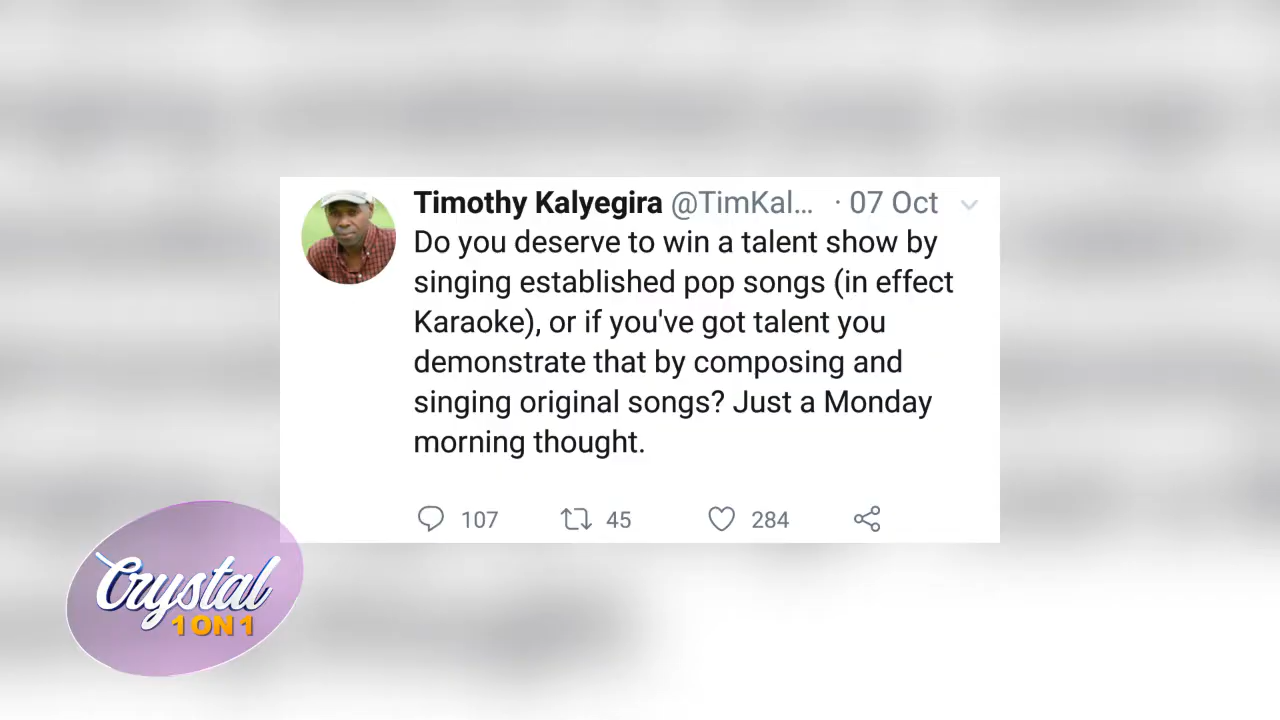 Timothy Kalyegira @TimKal... · 07 Oct
Do you deserve to win a talent show by
singing established pop songs (in effect
Karaoke), or if you've got talent you
demonstrate that by composing and
singing original songs? Just a Monday
morning thought.
107 45 284
Crystal
1 ON 1